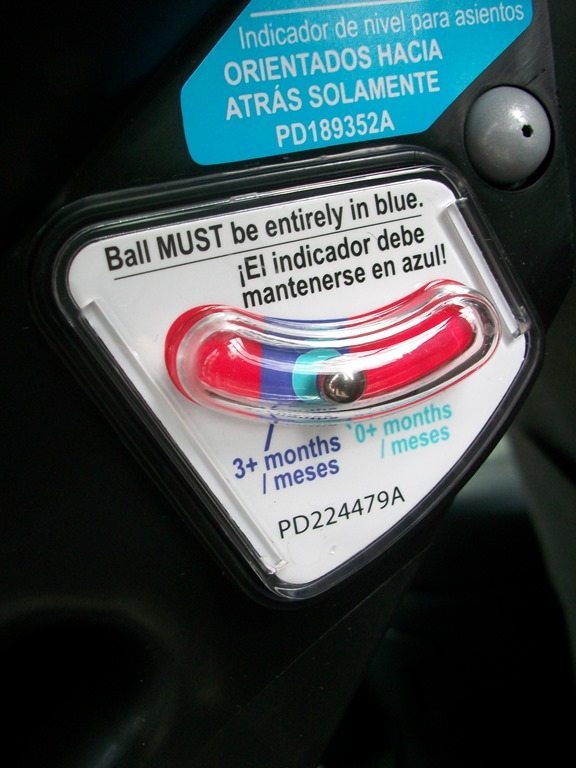 Indicador de nivel para asientos
ORIENTADOS HACIA
ATRÁS SOLAMENTE
PD189352A
Ball MUST be entirely in blue.
¡El indicador debe
mantenerse en azul!
3+ months
/ meses
0+ months
/ meses
PD224479A